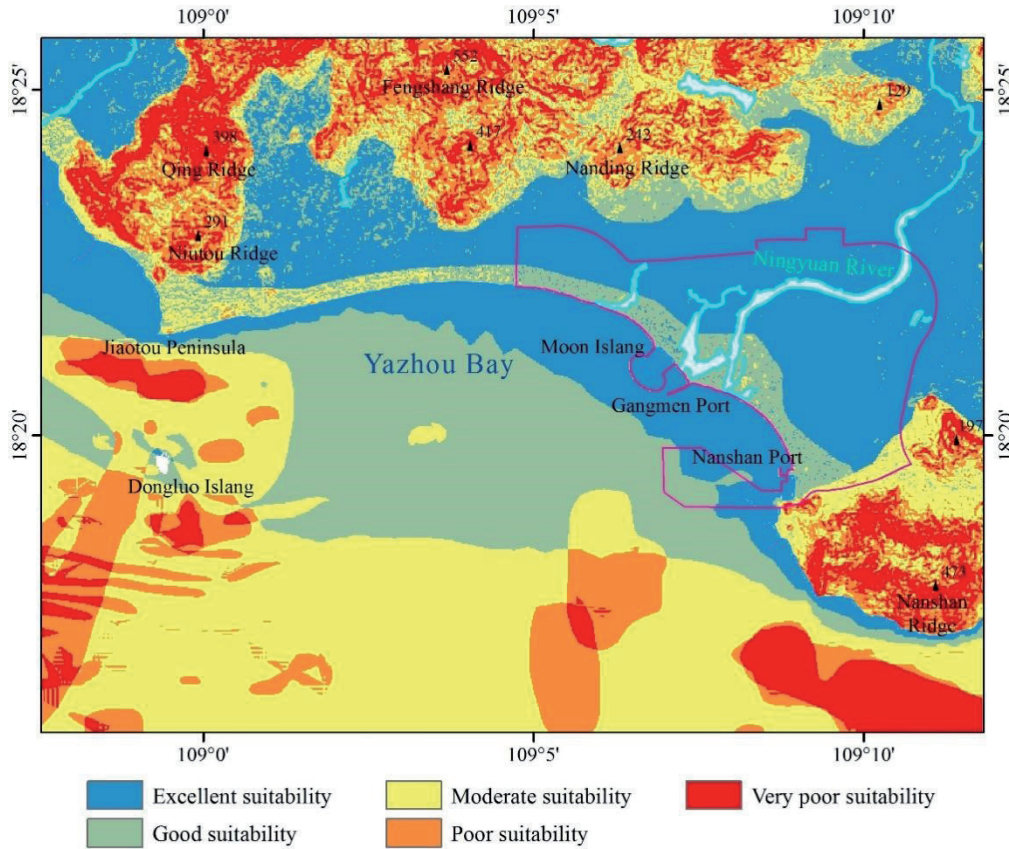 109°0'
109°5'
109°10'
18°25'
18°25'
552
Fengshang Ridge
129
417
242
398
Qing Ridge
Nanding Ridge
291
Niutou Ridge
Ningyuan River
Jiaotou Peninsula
Moon Islang
Yazhou Bay
Gangmen Port
18°20'
18°20'
197
Nanshan Port
Dongluo Islang
473
Nanshan
Ridge
109°0'
109°5'
109°10'
Excellent suitability
Moderate suitability
Very poor suitability
Good suitability
Poor suitability